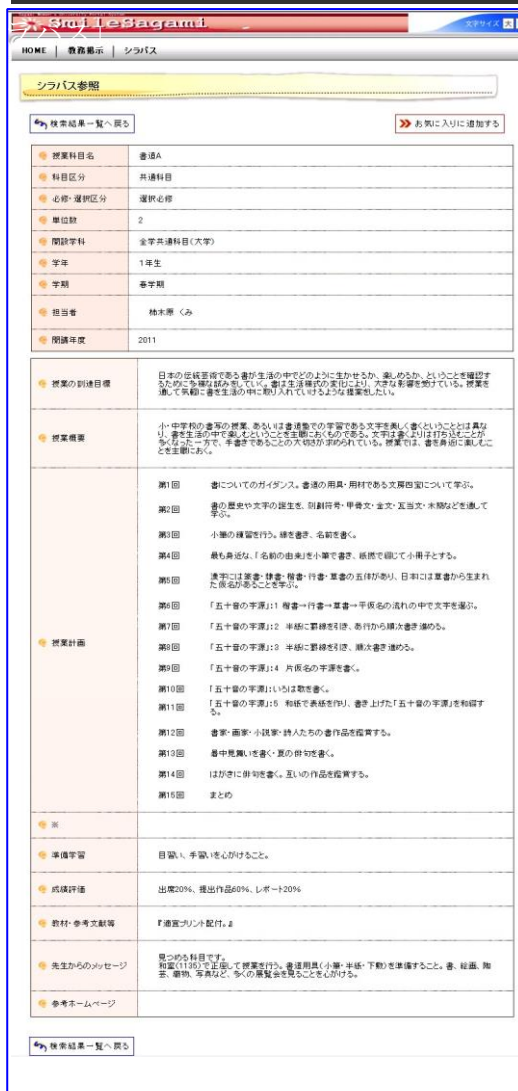 シラバス
SmileSagami
文字サイズ 大
HOME | 教務掲示 | シラバス
シラバス参照
検索結果一覧へ戻る
お気に入りに追加する
授業科目名 書道A
科目区分 共通科目
必修・選択区分 選択必修
単位数 2
開設学科 全学共通科目(大学)
学年 1年生
学期 春学期
担当者 柿木原 くみ
開講年度 2011
授業の到達目標
日本の伝統芸術である書が生活の中でどのように生かせるか、楽しめるか、ということを確認するために多様な試みをしていく。書は生活様式の変化により、大きな影響を受けている。授業を
通して気軽に書を生活の中に取り入れていけるような提案をしたい。
授業概要
小・中学校の書写の授業、あるいは書道塾での学習である文字を美しく書くということとは異な
り、書を生活の中で楽しむということを主眼におくものである。文字は書くよりは打ち込むことが
多くなった一方で、手書きであることの大切さが求められている。授業では、書を身近に楽しむこ
とを主眼におく。
授業計画
第1回 書についてのガイダンス。書道の用具・用材である文房四宝について学ぶ。
第2回 書の歴史や文字の誕生を、刻劃符号・甲骨文・金文・瓦当文・木簡などを通して
学ぶ。
第3回 小筆の練習を行う。線を書き、名前を書く。
第4回 最も身近な、「名前の由来」を小筆で書き、紙撚で綴じて小冊子とする。
第5回 漢字には篆書・隷書・楷書・行書・草書の五体があり、日本には草書から生まれ
た仮名があることを学ぶ。
第6回 「五十音の字源」:1 楷書→行書→草書→平仮名の流れの中で文字を選ぶ。
第7回 「五十音の字源」:2 半紙に罫線を引き、あ行から順次書き進める。
第8回 「五十音の字源」:3 半紙に罫線を引き、順次書き進める。
第9回 「五十音の字源」:4 片仮名の字源を書く。
第10回 「五十音の字源」:いろは歌を書く。
第11回 「五十音の字源」:5 和紙で表紙を作り、書き上げた「五十音の字源」を和綴す
る。
第12回 書家・画家・小説家・詩人たちの書作品を鑑賞する。
第13回 暑中見舞いを書く・夏の俳句を書く。
第14回 はがきに俳句を書く。互いの作品を鑑賞する。
第15回 まとめ
※
準備学習 目習い、手習いを心がけること。
成績評価 出席20%、提出作品60%、レポート20%
教材・参考文献等 『適宜プリント配付。』
先生からのメッセージ
見つめる科目です。
和室(1135)で正座して授業を行う。書道用具(小筆・半紙・下敷)を準備すること。書、絵画、陶
芸、彫物、写真など、多くの展覧会を見ることを心がける。
参考ホームページ
検索結果一覧へ戻る